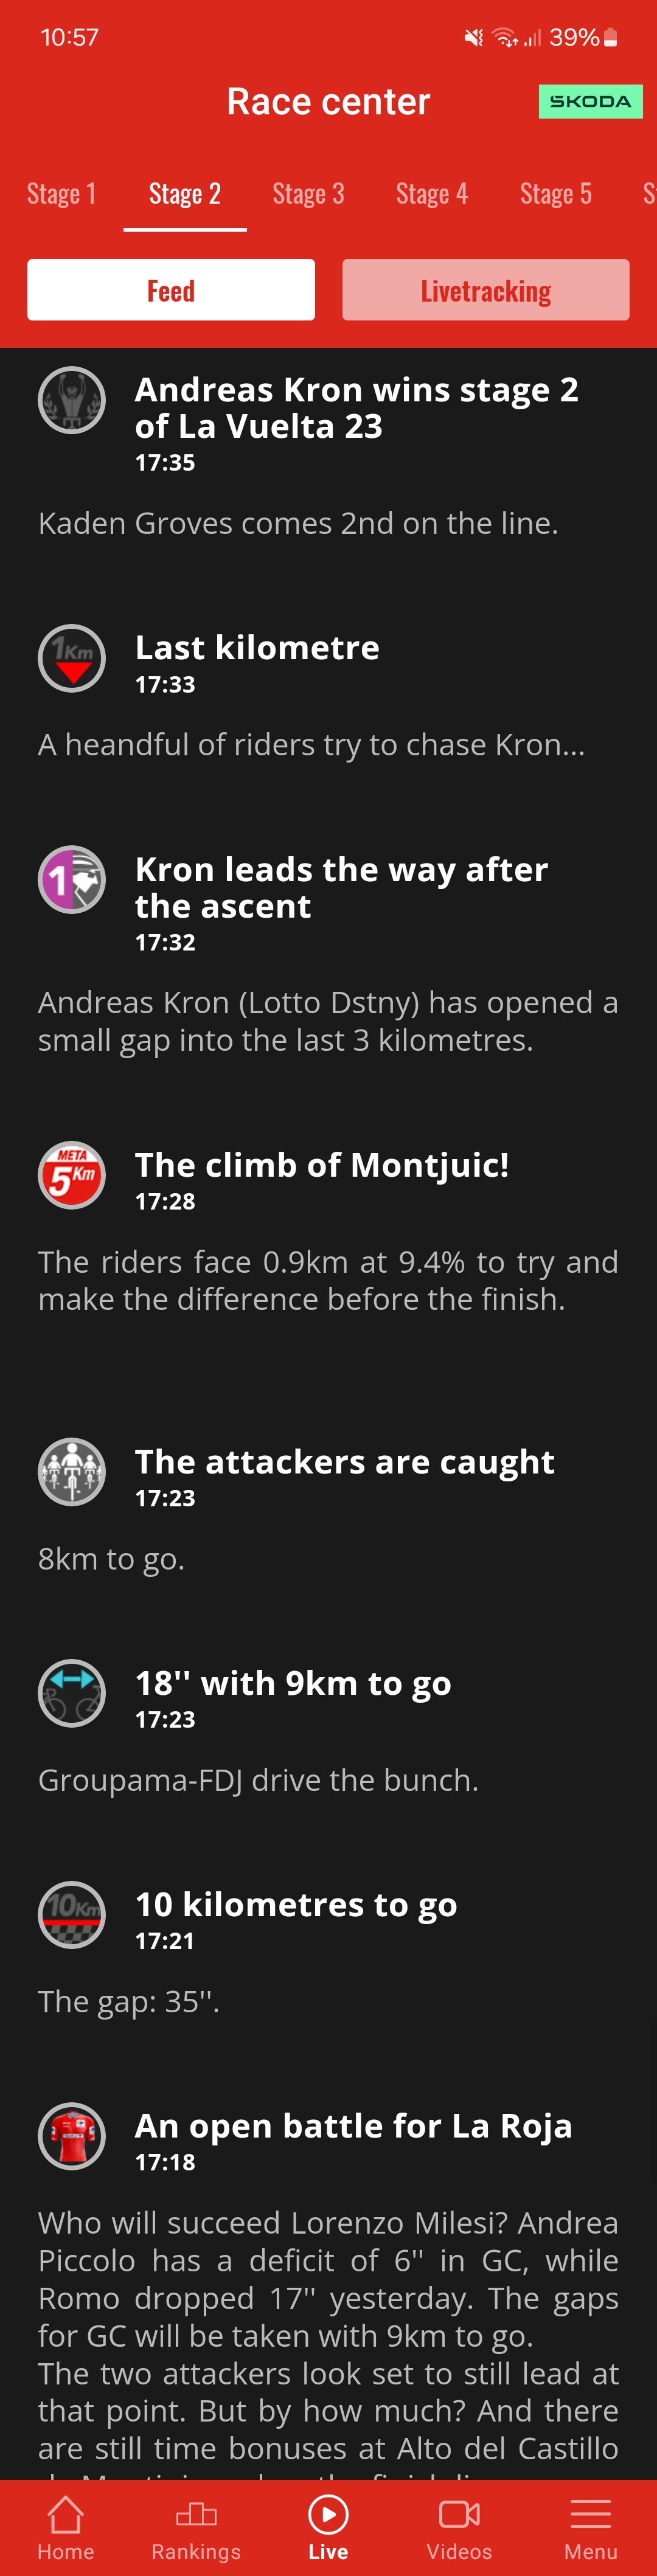 10:57
39%
Race center
SKODA
Stage 1 Stage 2 Stage 3 Stage 4 Stage 5 S
Feed Livetracking
Andreas Kron wins stage 2
of La Vuelta 23
17:35
Kaden Groves comes 2nd on the line.
1Km
Last kilometre
17:33
A heandful of riders try to chase Kron...
1
Kron leads the way after
the ascent
17:32
Andreas Kron (Lotto Dstny) has opened a
small gap into the last 3 kilometres.
META
5Km
The climb of Montjuic!
17:28
The riders face 0.9km at 9.4% to try and
make the difference before the finish.
The attackers are caught
17:23
8km to go.
18'' with 9km to go
17:23
Groupama-FDJ drive the bunch.
10Km
10 kilometres to go
17:21
The gap: 35''.
An open battle for La Roja
17:18
Who will succeed Lorenzo Milesi? Andrea
Piccolo has a deficit of 6'' in GC, while
Romo dropped 17'' yesterday. The gaps
for GC will be taken with 9km to go.
The two attackers look set to still lead at
that point. But by how much? And there
are still time bonuses at Alto del Castillo
Home Rankings Live Videos Menu